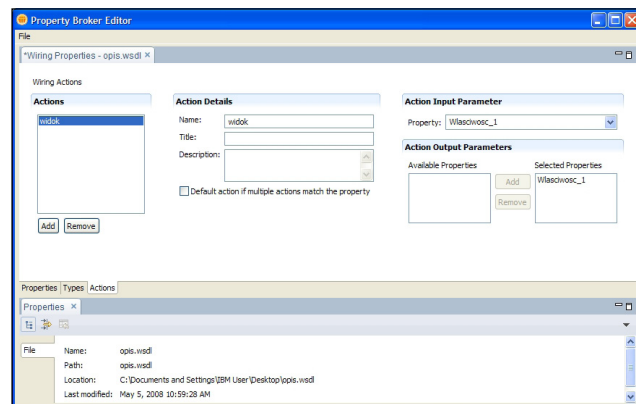 Property Broker Editor
File
*Wiring Properties - opis.wsdl
Wiring Actions
Actions
widok
Add Remove
Action Details
Name: widok
Title:
Description:
Default action if multiple actions match the property
Action Input Parameter
Property: Wlasciwosc_1
Action Output Parameters
Available Properties
Add
Remove
Selected Properties
Wlasciwosc_1
Properties Types Actions
Properties
File
Name: opis.wsdl
Path: opis.wsdl
Location: C:\Documents and Settings\IBM User\Desktop\opis.wsdl
Last modified: May 5, 2008 10:59:28 AM